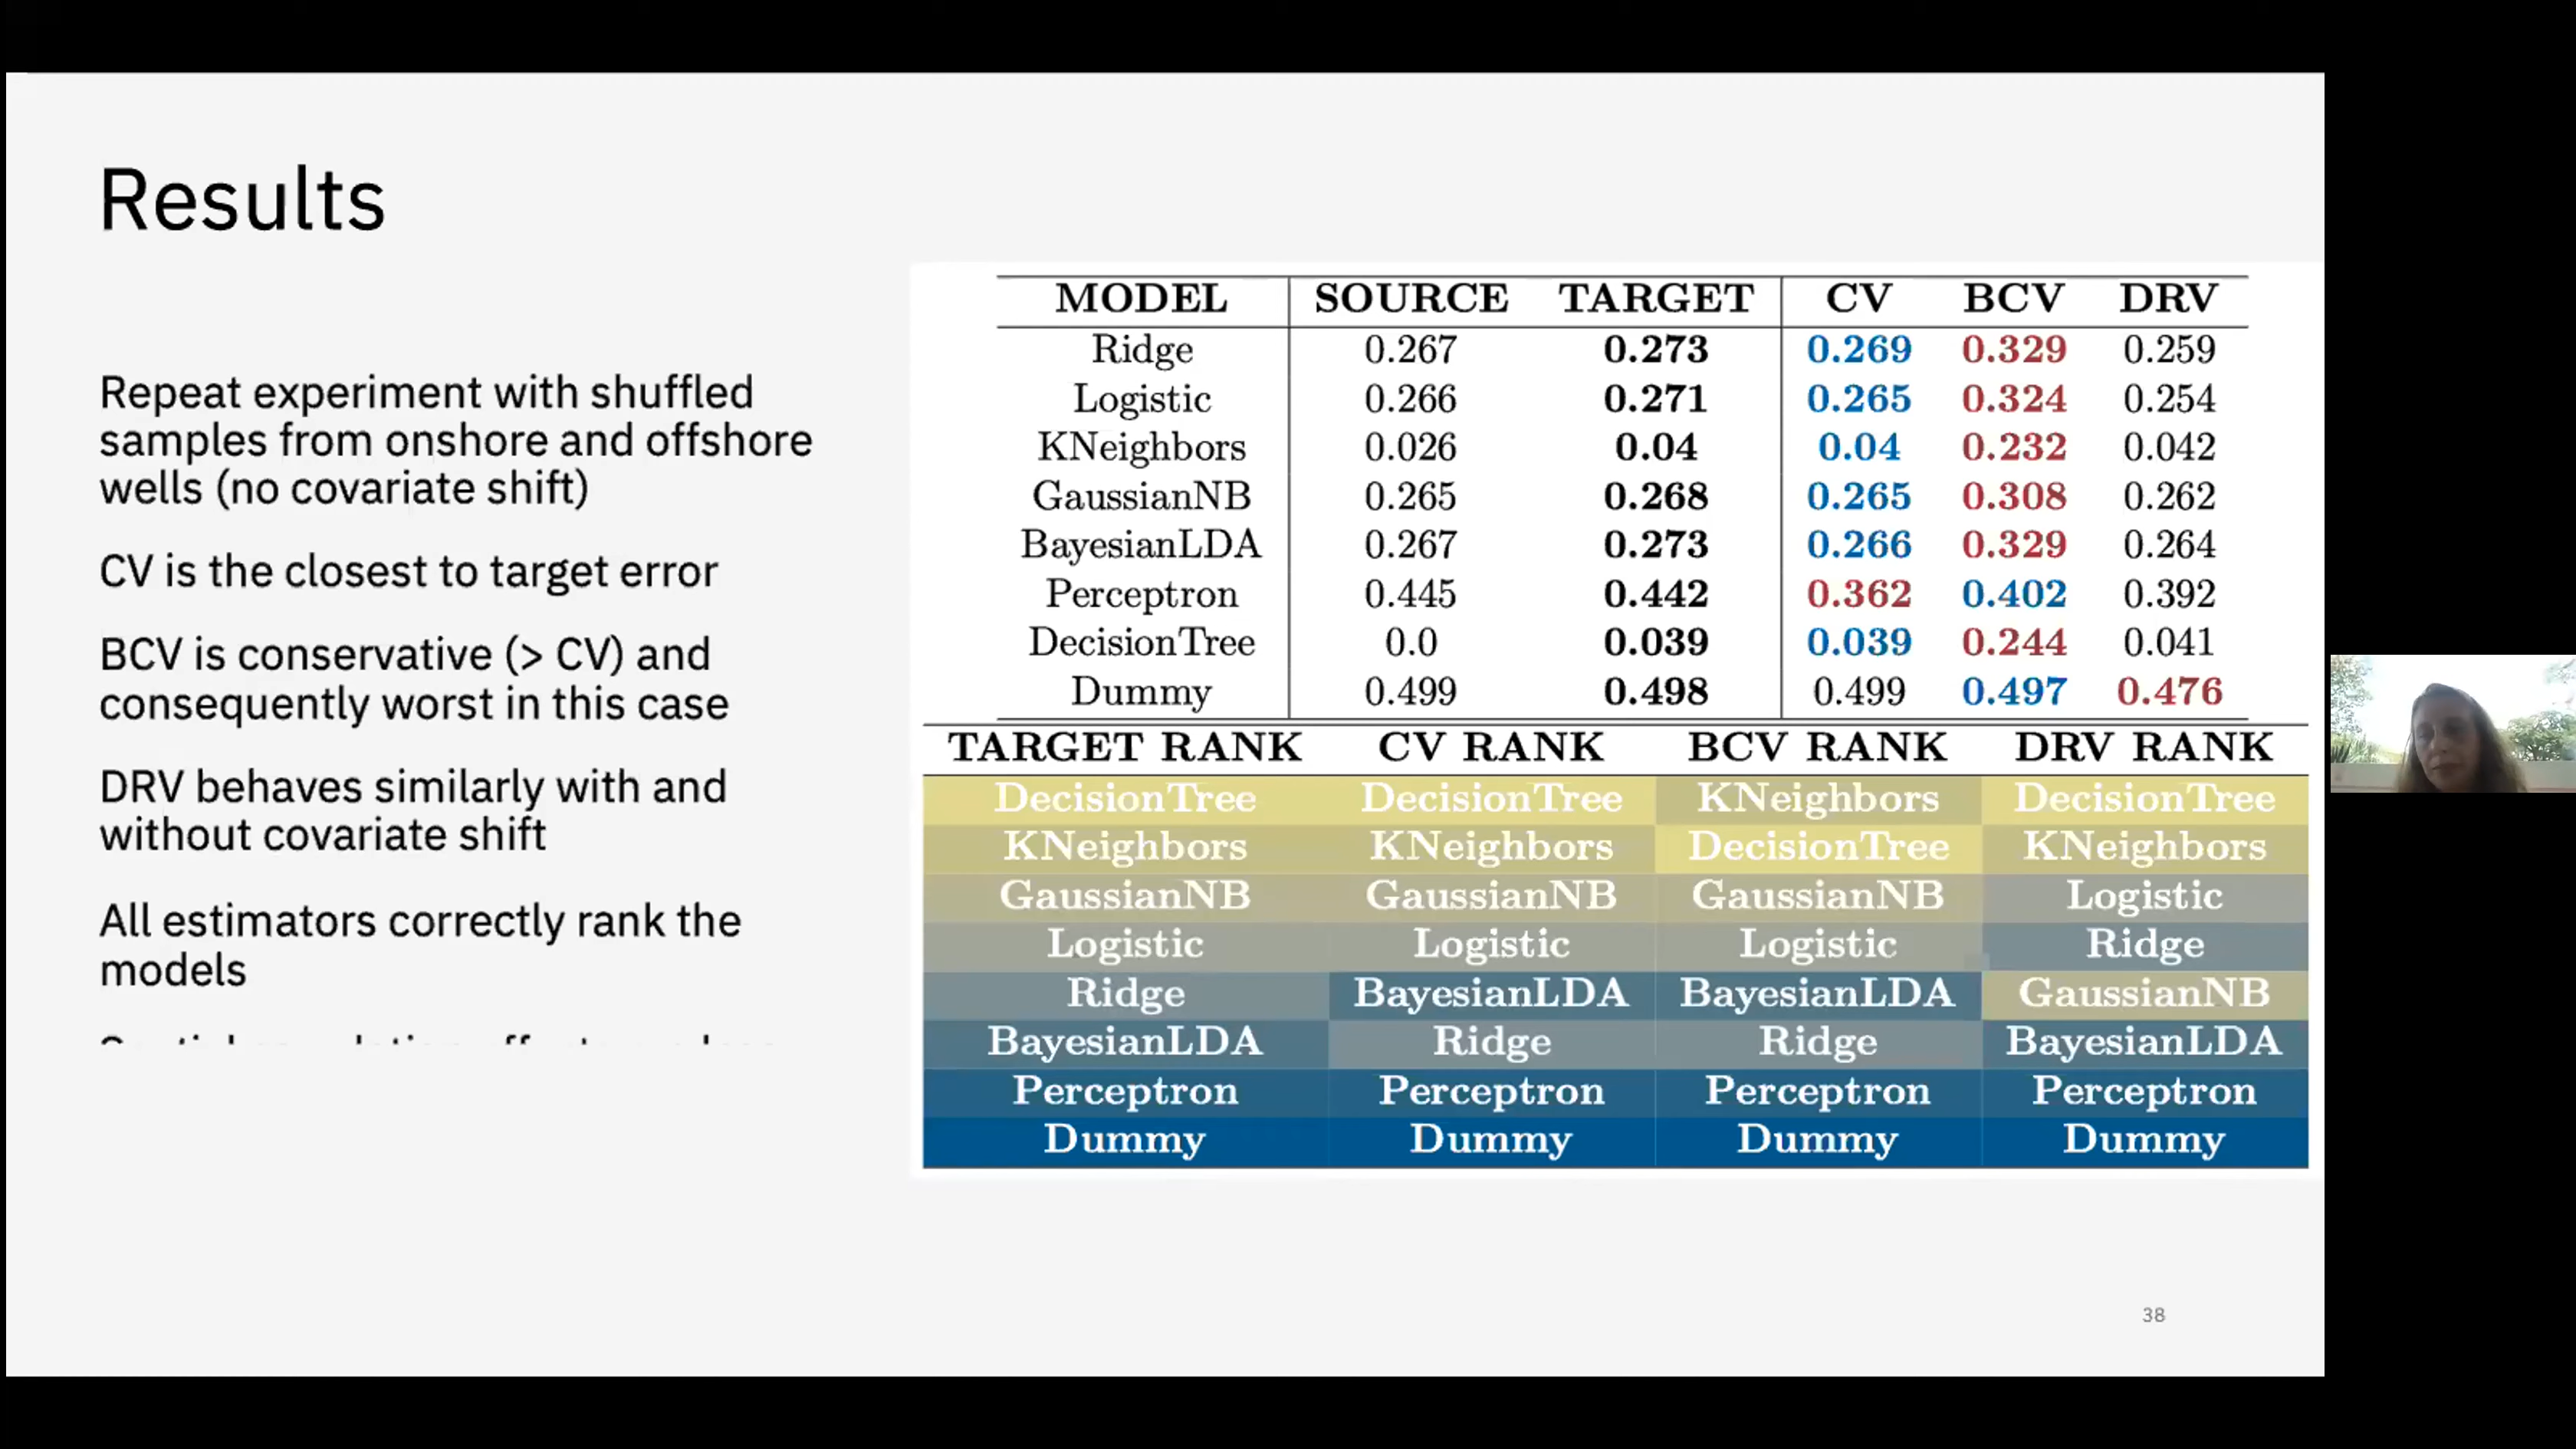 Results
Repeat experiment with shuffled
samples from onshore and offshore
wells (no covariate shift)
CV is the closest to target error
BCV is conservative (> CV) and
consequently worst in this case
DRV behaves similarly with and
without covariate shift
All estimators correctly rank the
models
MODEL SOURCE TARGET CV BCV DRV
Ridge 0.267 0.273 0.269 0.329 0.259
Logistic 0.266 0.271 0.265 0.324 0.254
KNeighbors 0.026 0.04 0.04 0.232 0.042
GaussianNB 0.265 0.268 0.265 0.308 0.262
BayesianLDA 0.267 0.273 0.266 0.329 0.264
Perceptron 0.445 0.442 0.362 0.402 0.392
DecisionTree 0.0 0.039 0.039 0.244 0.041
Dummy 0.499 0.498 0.499 0.497 0.476
TARGET RANK CV RANK BCV RANK DRV RANK
DecisionTree DecisionTree KNeighbors DecisionTree
KNeighbors KNeighbors DecisionTree KNeighbors
GaussianNB GaussianNB GaussianNB Logistic
Logistic Logistic Logistic Ridge
Ridge BayesianLDA BayesianLDA GaussianNB
BayesianLDA Ridge Ridge BayesianLDA
Perceptron Perceptron Perceptron Perceptron
Dummy Dummy Dummy Dummy
38